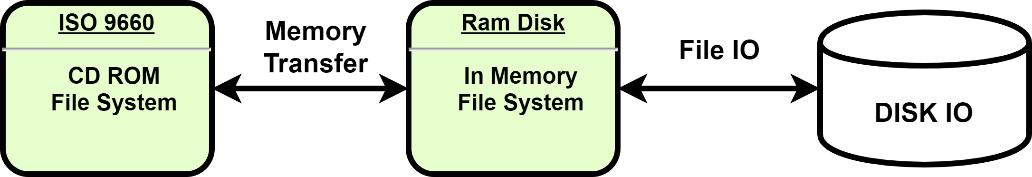 ISO 9660
CD ROM
File System
Memory
Transfer
Ram Disk
In Memory
File System
File IO
DISK IO